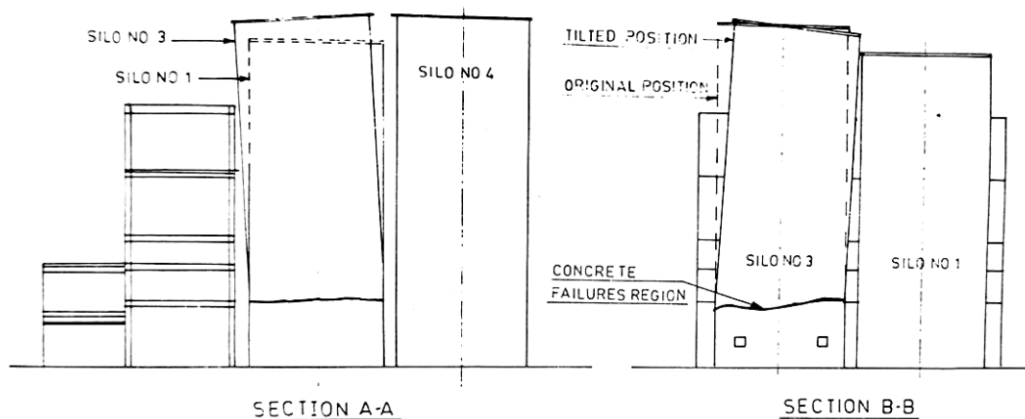 SILO NO 3
SILO NO 1
SILO NO 4
SECTION A-A
TILTED POSITION
ORIGINAL POSITION
SILO NO 3
SILO NO 1
CONCRETE
FAILURES REGION
SECTION B-B